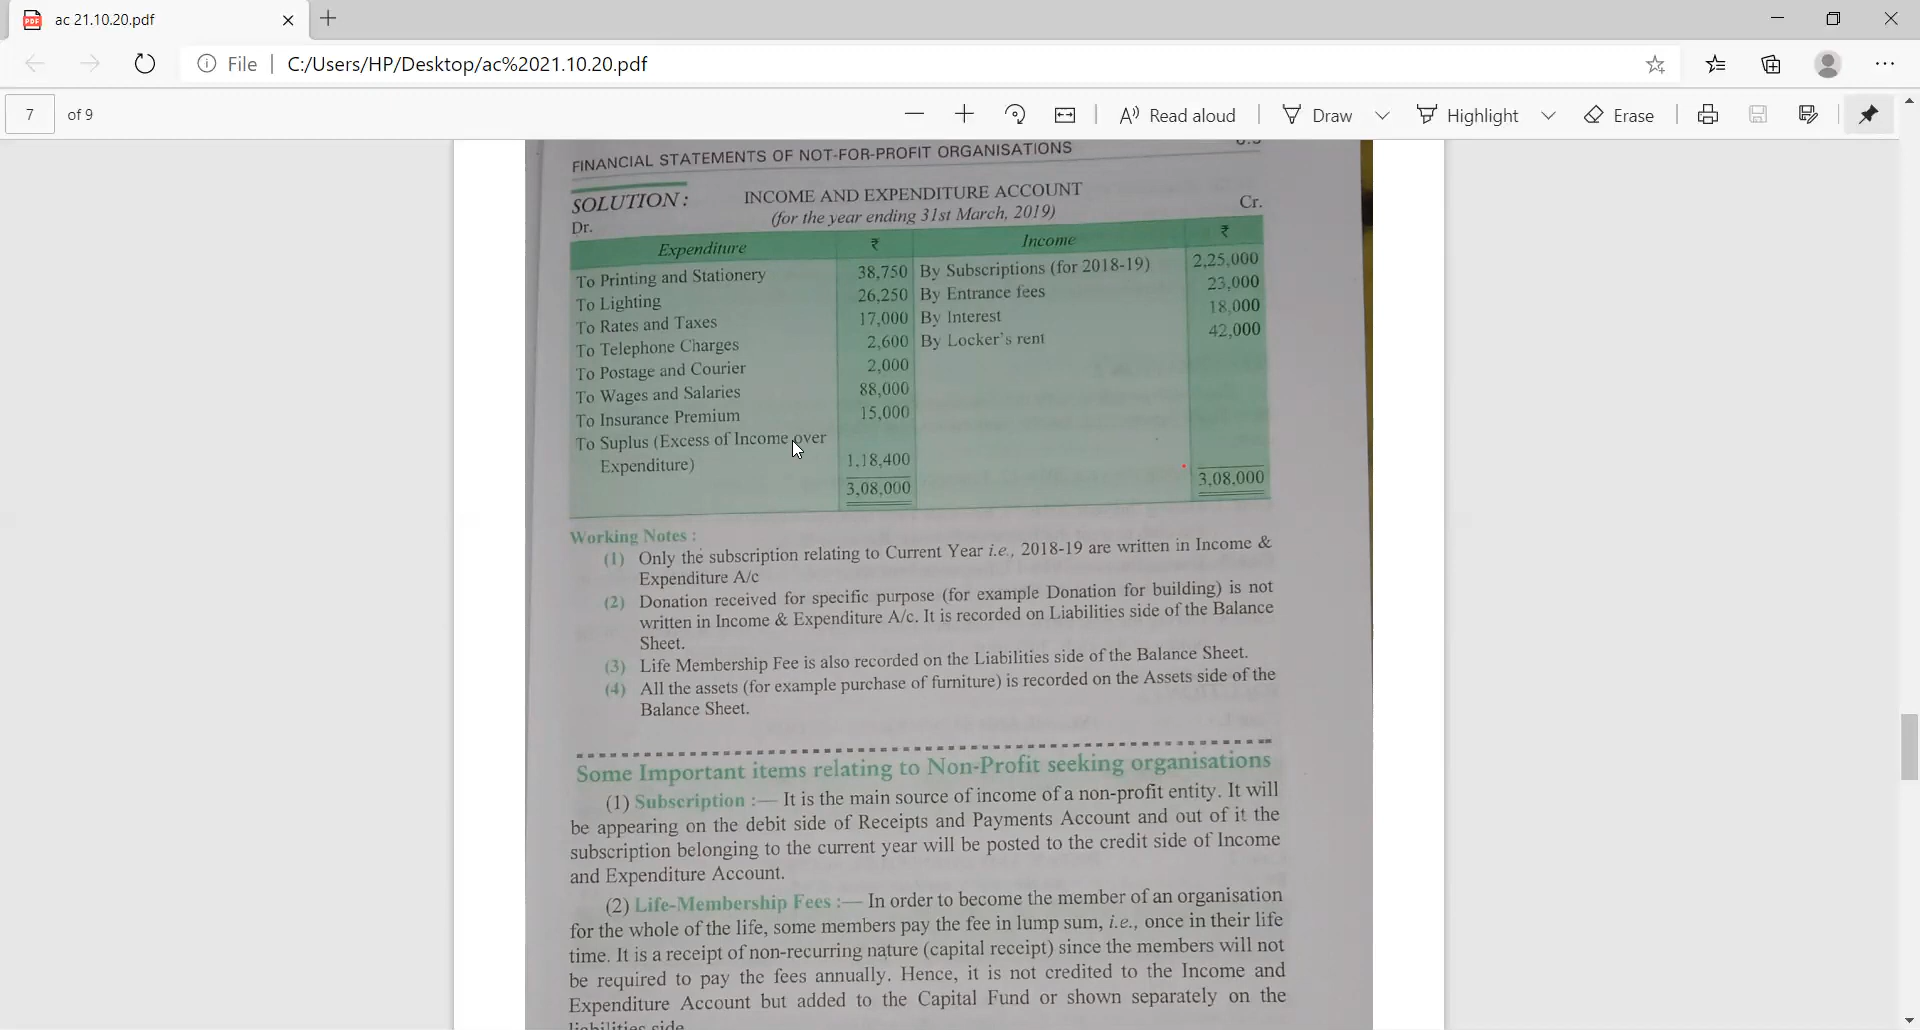 ac 21.10.20.pdf
File C:/Users/HP/Desktop/ac%2021.10.20.pdf
7 of 9 Read aloud Draw Highlight Erase
FINANCIAL STATEMENTS OF NOT-FOR-PROFIT ORGANISATIONS
SOLUTION: INCOME AND EXPENDITURE ACCOUNT
(for the year ending 31st March, 2019)
Dr. Cr.
Expenditure ₹ Income ₹
To Printing and Stationery 38,750 By Subscriptions (for 2018-19) 2,25,000
To Lighting 26,250 By Entrance fees 23,000
To Rates and Taxes 17,000 By Interest 18,000
To Telephone Charges 2,600 By Locker's rent 42,000
To Postage and Courier 2,000
To Wages and Salaries 88,000
To Insurance Premium 15,000
To Suplus (Excess of Income over
Expenditure) 1,18,400
3,08,000 3,08,000
Working Notes :
(1) Only the subscription relating to Current Year i.e., 2018-19 are written in Income &
Expenditure A/c
(2) Donation received for specific purpose (for example Donation for building) is not
written in Income & Expenditure A/c. It is recorded on Liabilities side of the Balance
Sheet.
(3) Life Membership Fee is also recorded on the Liabilities side of the Balance Sheet.
(4) All the assets (for example purchase of furniture) is recorded on the Assets side of the
Balance Sheet.
Some Important items relating to Non-Profit seeking organisations
(1) Subscription :— It is the main source of income of a non-profit entity. It will
be appearing on the debit side of Receipts and Payments Account and out of it the
subscription belonging to the current year will be posted to the credit side of Income
and Expenditure Account.
(2) Life-Membership Fees :— In order to become the member of an organisation
for the whole of the life, some members pay the fee in lump sum, i.e., once in their life
time. It is a receipt of non-recurring nature (capital receipt) since the members will not
be required to pay the fees annually. Hence, it is not credited to the Income and
Expenditure Account but added to the Capital Fund or shown separately on the
liabilities side